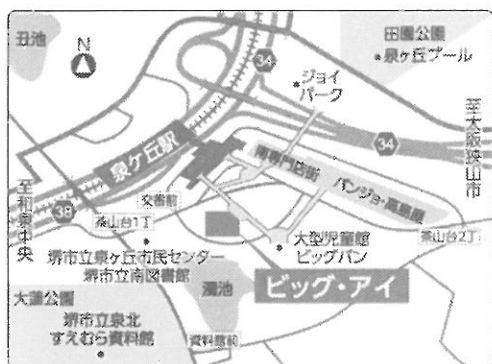 丑池
N
34
田園公園
泉ヶ丘プール
ジョイ
パーク
至大阪狭山市
34
泉ヶ丘駅
専門店街
パンジョ・高島屋
至和泉中央
38
交番前
茶山台1丁
茶山台2丁
堺市立泉ヶ丘市民センター
堺市立南図書館
大型児童館
ビッグバン
濁池
ビッグ・アイ
大蓮公園
堺市立泉北
すえむら資料館
資料館前